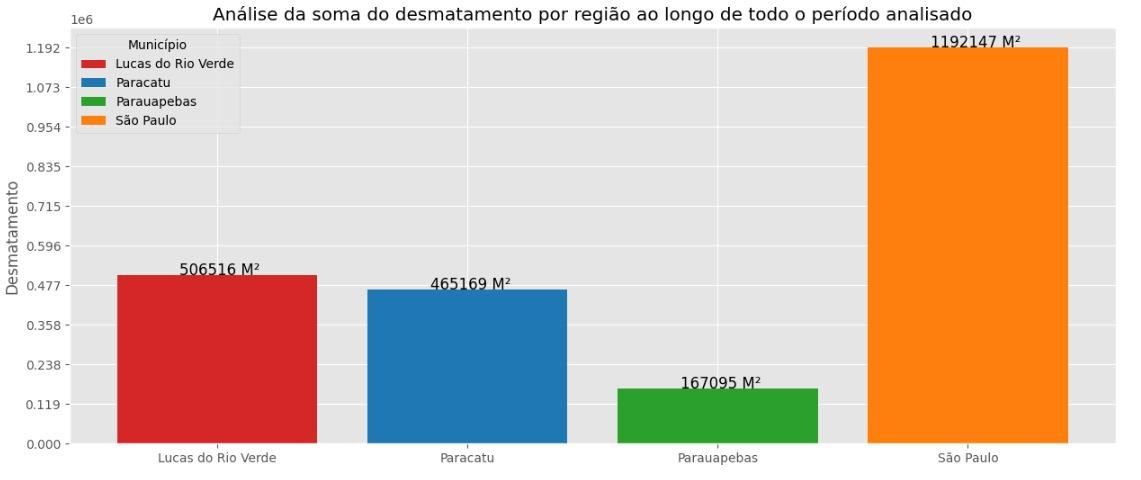 Análise da soma do desmatamento por região ao longo de todo o período analisado
1e6
Município
Lucas do Rio Verde
Paracatu
Parauapebas
São Paulo
1.192
1.073
0.954
0.835
0.715
0.596
0.477
0.358
0.238
0.119
0.000
Desmatamento
506516 M²
465169 M²
167095 M²
1192147 M²
Lucas do Rio Verde
Paracatu
Parauapebas
São Paulo